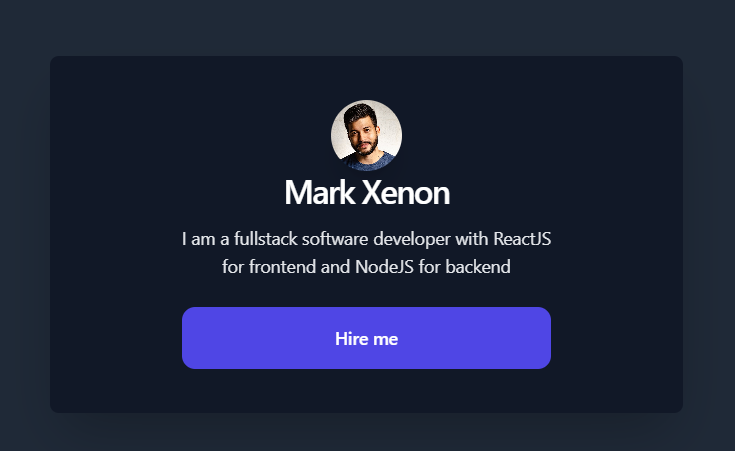 Mark Xenon
I am a fullstack software developer with ReactJS
for frontend and NodeJS for backend
Hire me